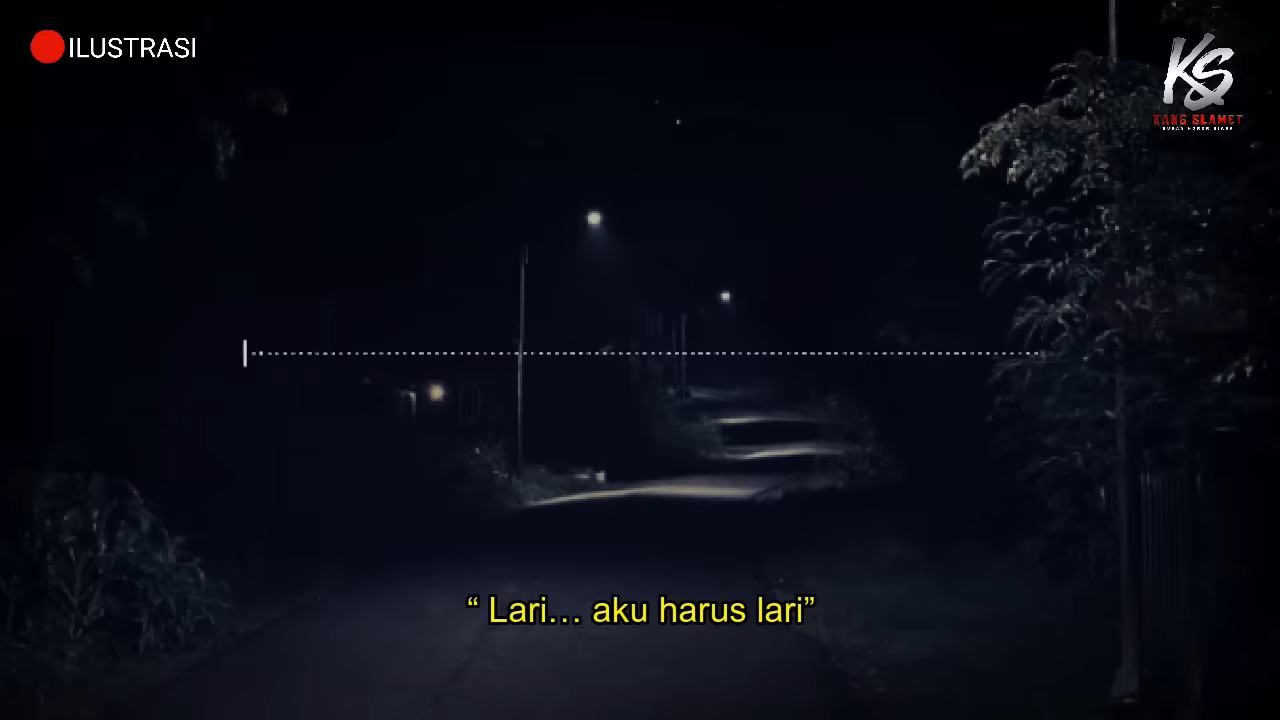 ILUSTRASI
KS
KANG SLAMET
“ Lari… aku harus lari”